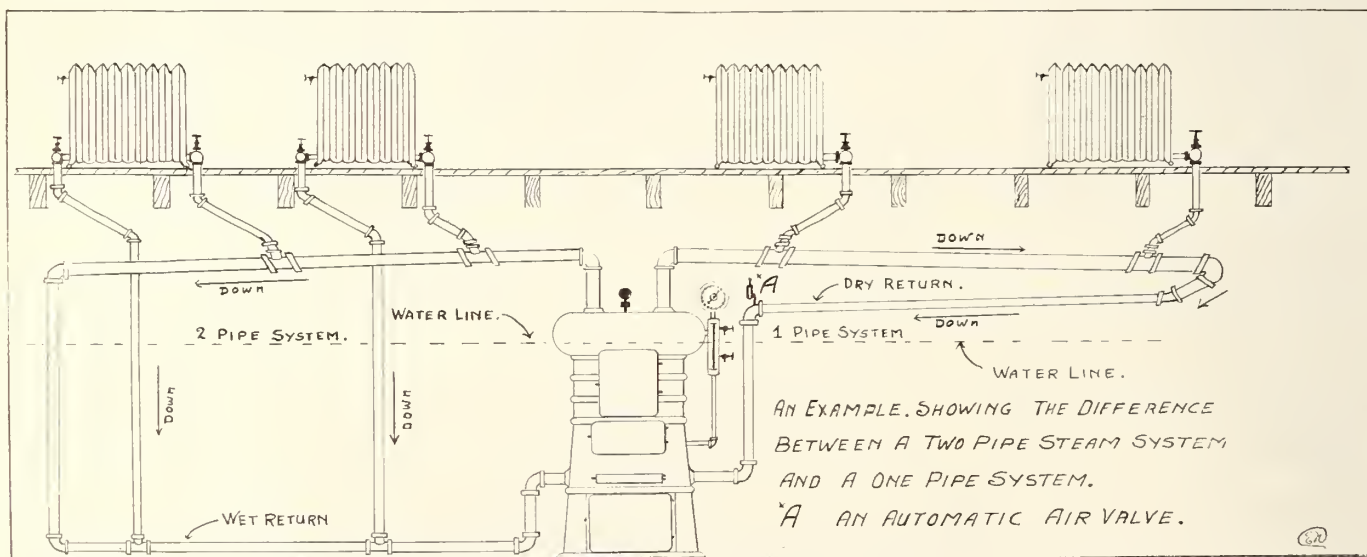 DOWN
*A
DRY RETURN.
DOWN
WATER LINE.
DOWN
2 PIPE SYSTEM.
1 PIPE SYSTEM
WATER LINE.
DOWN
DOWN
AN EXAMPLE. SHOWING THE DIFFERENCE
BETWEEN A TWO PIPE STEAM SYSTEM
AND A ONE PIPE SYSTEM.
*A AN AUTOMATIC AIR VALVE.
WET RETURN